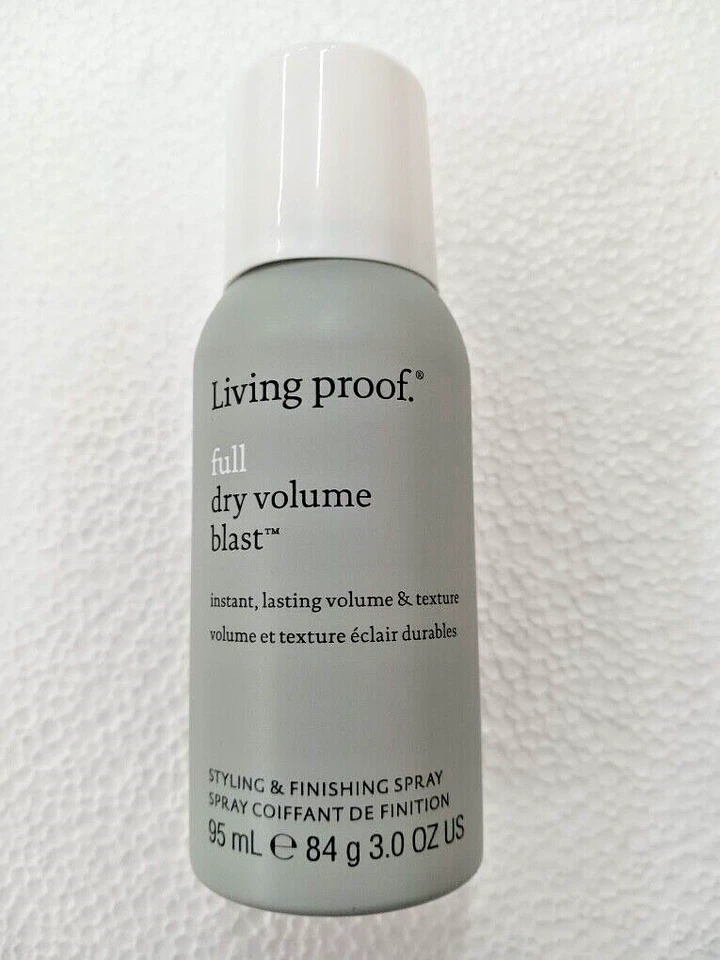 Living proof.®
full
dry volume
blast™
instant, lasting volume & texture
volume et texture éclair durables
STYLING & FINISHING SPRAY
SPRAY COIFFANT DE FINITION
95 mL ℮ 84 g 3.0 OZ US